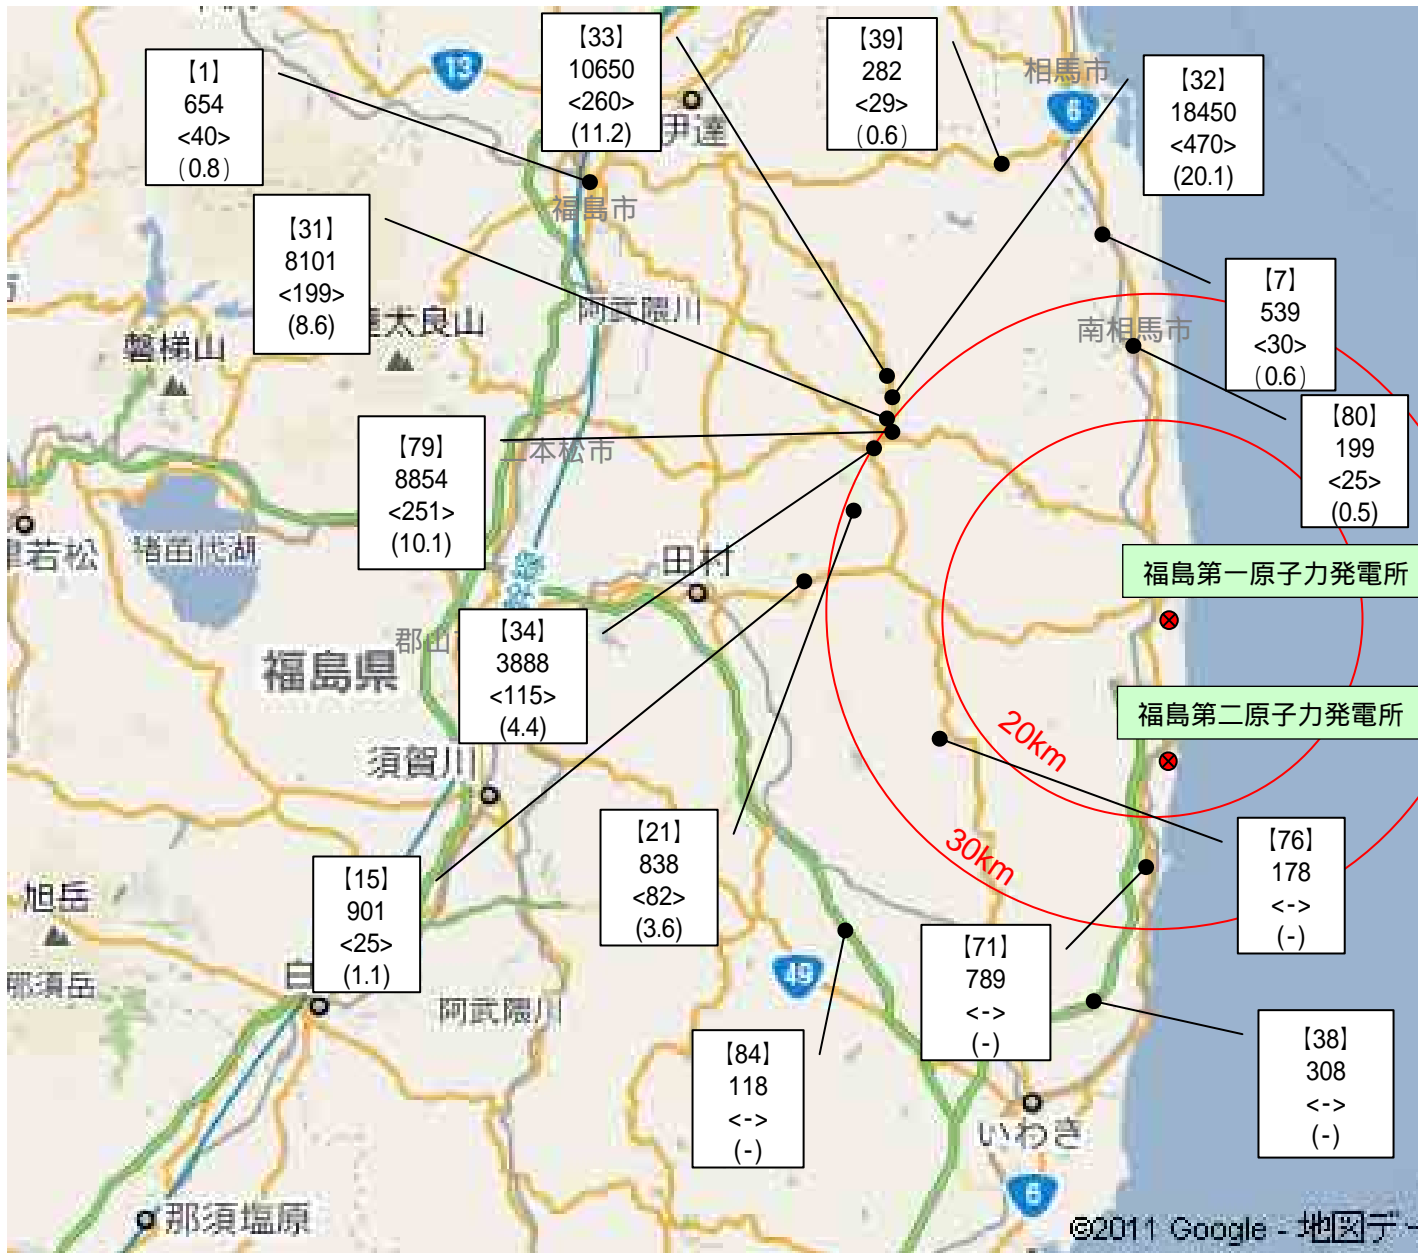 【1】
654
<40>
(0.8)
13
【33】
10650
<260>
(11.2)
伊達
【39】
282
<29>
(0.6)
相馬市
6
【32】
18450
<470>
(20.1)
福島市
【31】
8101
<199>
(8.6)
阿武隈川
太良山
磐梯山
【7】
539
<30>
(0.6)
南相馬市
【80】
199
<25>
(0.5)
【79】
8854
<251>
(10.1)
二本松市
若松
猪苗代湖
田村
福島第一原子力発電所
【34】
3888
<115>
(4.4)
郡山
福島県
福島第二原子力発電所
20km
須賀川
30km
【21】
838
<82>
(3.6)
【76】
178
<->
(-)
【15】
901
<25>
(1.1)
旭岳
那須岳
白
阿武隈川
49
【71】
789
<->
(-)
【84】
118
<->
(-)
【38】
308
<->
(-)
いわき
6
那須塩原
©2011 Google - 地図デー